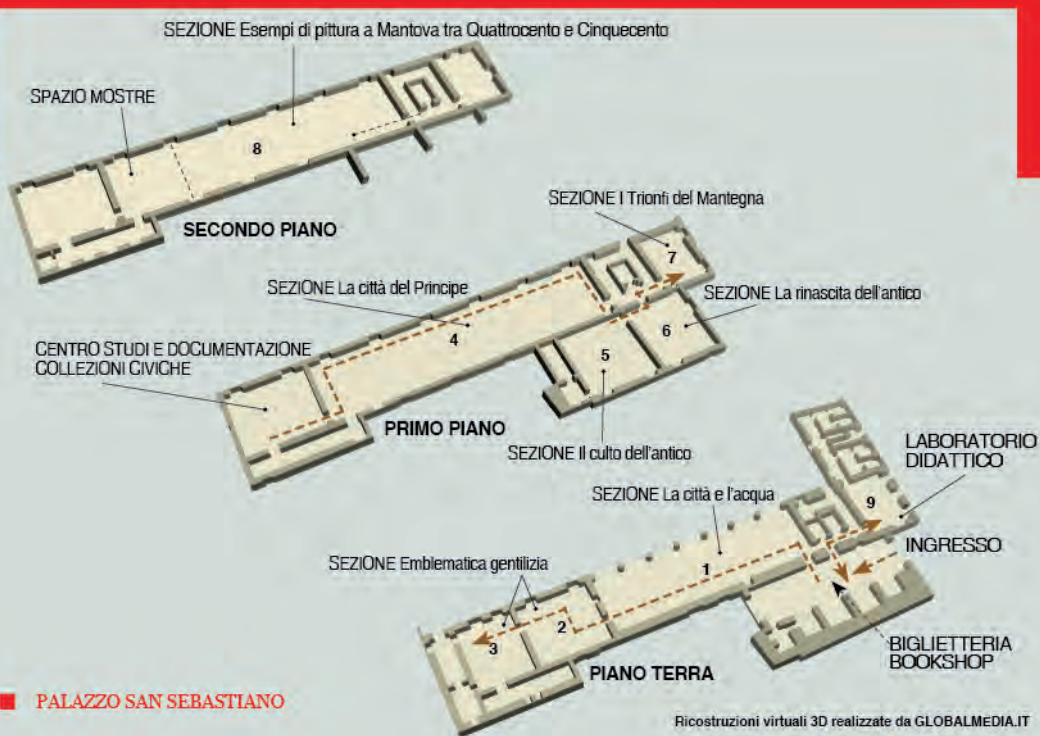 SEZIONE Esempi di pittura a Mantova tra Quattrocento e Cinquecento
SPAZIO MOSTRE
8
SECONDO PIANO
SEZIONE I Trionfi del Mantegna
7
SEZIONE La città del Principe
SEZIONE La rinascita dell'antico
4
6
5
CENTRO STUDI E DOCUMENTAZIONE
COLLEZIONI CIVICHE
PRIMO PIANO
SEZIONE Il culto dell'antico
LABORATORIO
DIDATTICO
SEZIONE La città e l'acqua
9
INGRESSO
SEZIONE Emblematica gentilizia
1
2
3
BIGLIETTERIA
BOOKSHOP
PIANO TERRA
PALAZZO SAN SEBASTIANO
Ricostruzioni virtuali 3D realizzate da GLOBALMEDIA.IT